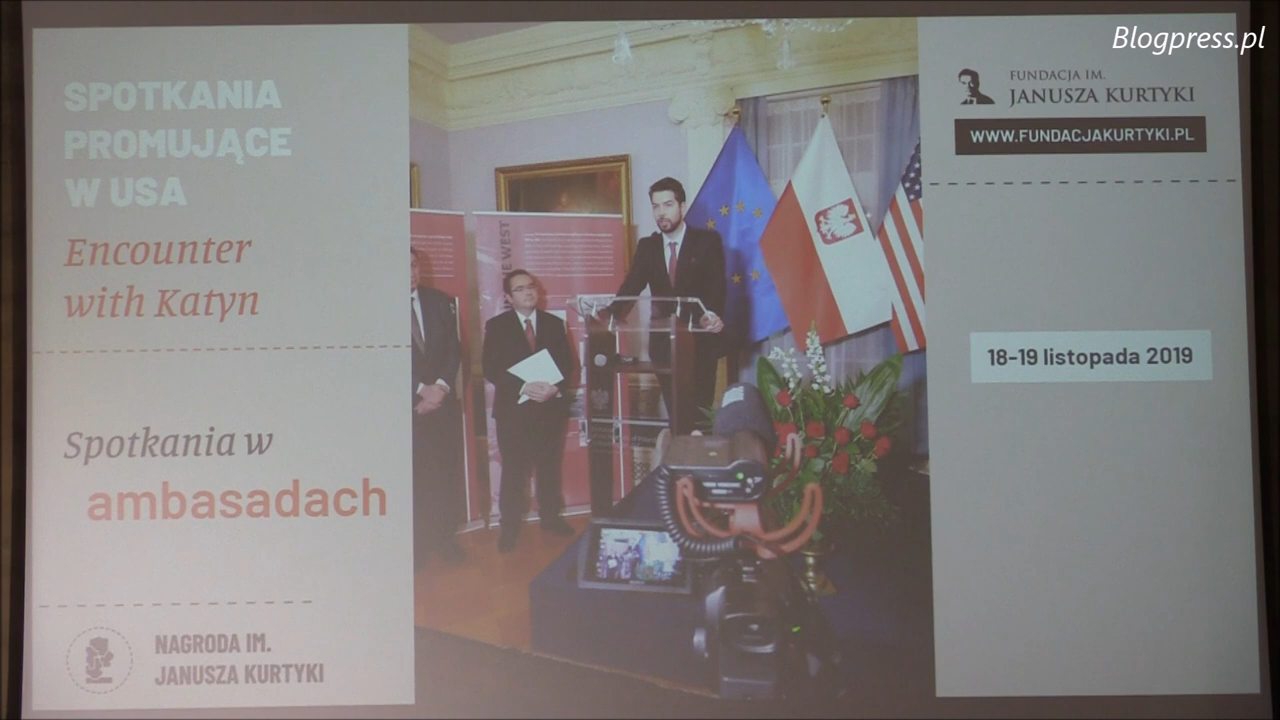 Blogpress.pl
SPOTKANIA
PROMUJĄCE
W USA
Encounter
with Katyn
Spotkania w
ambasadach
NAGRODA IM.
JANUSZA KURTYKI
WEST
FUNDACJA IM.
JANUSZA KURTYKI
WWW.FUNDACJAKURTYKI.PL
18-19 listopada 2019